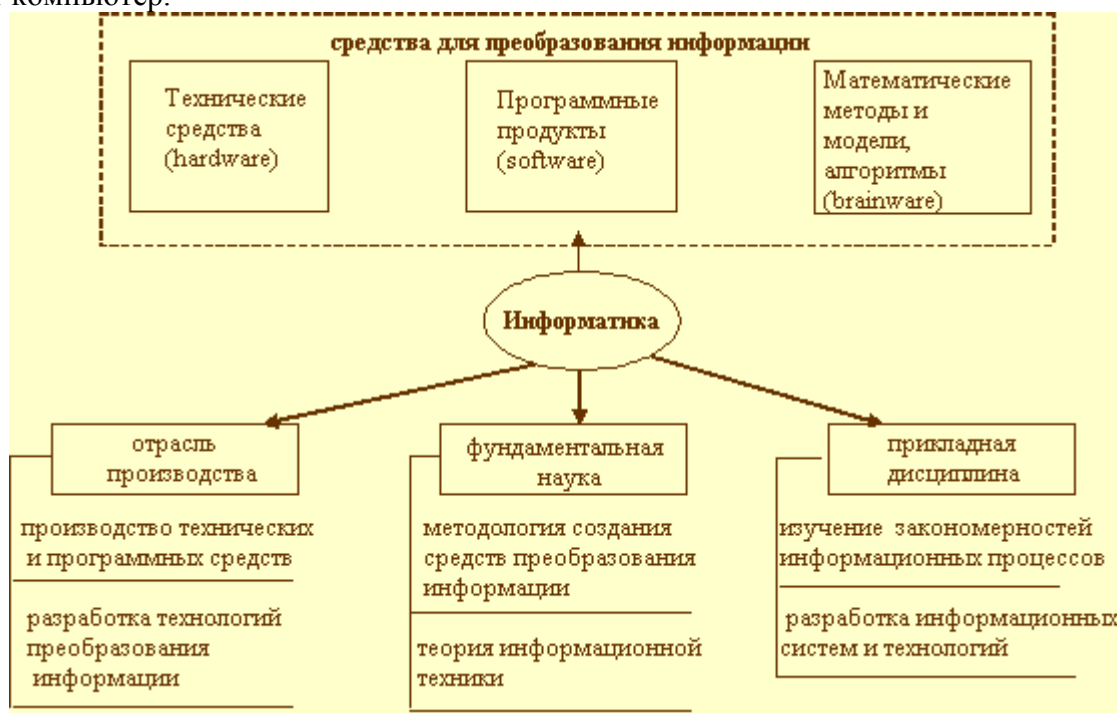 компьютер.
средства для преобразования информации
Технические
средства
(hardware)
Программные
продукты
(software)
Математические
методы и
модели,
алгоритмы
(brainware)
Информатика
отрасль
производства
производство технических
и программных средств
разработка технологий
преобразования
информации
фундаментальная
наука
методология создания
средств преобразования
информации
теория информационной
техники
прикладная
дисциплина
изучение закономерностей
информационных процессов
разработка информационных
систем и технологий